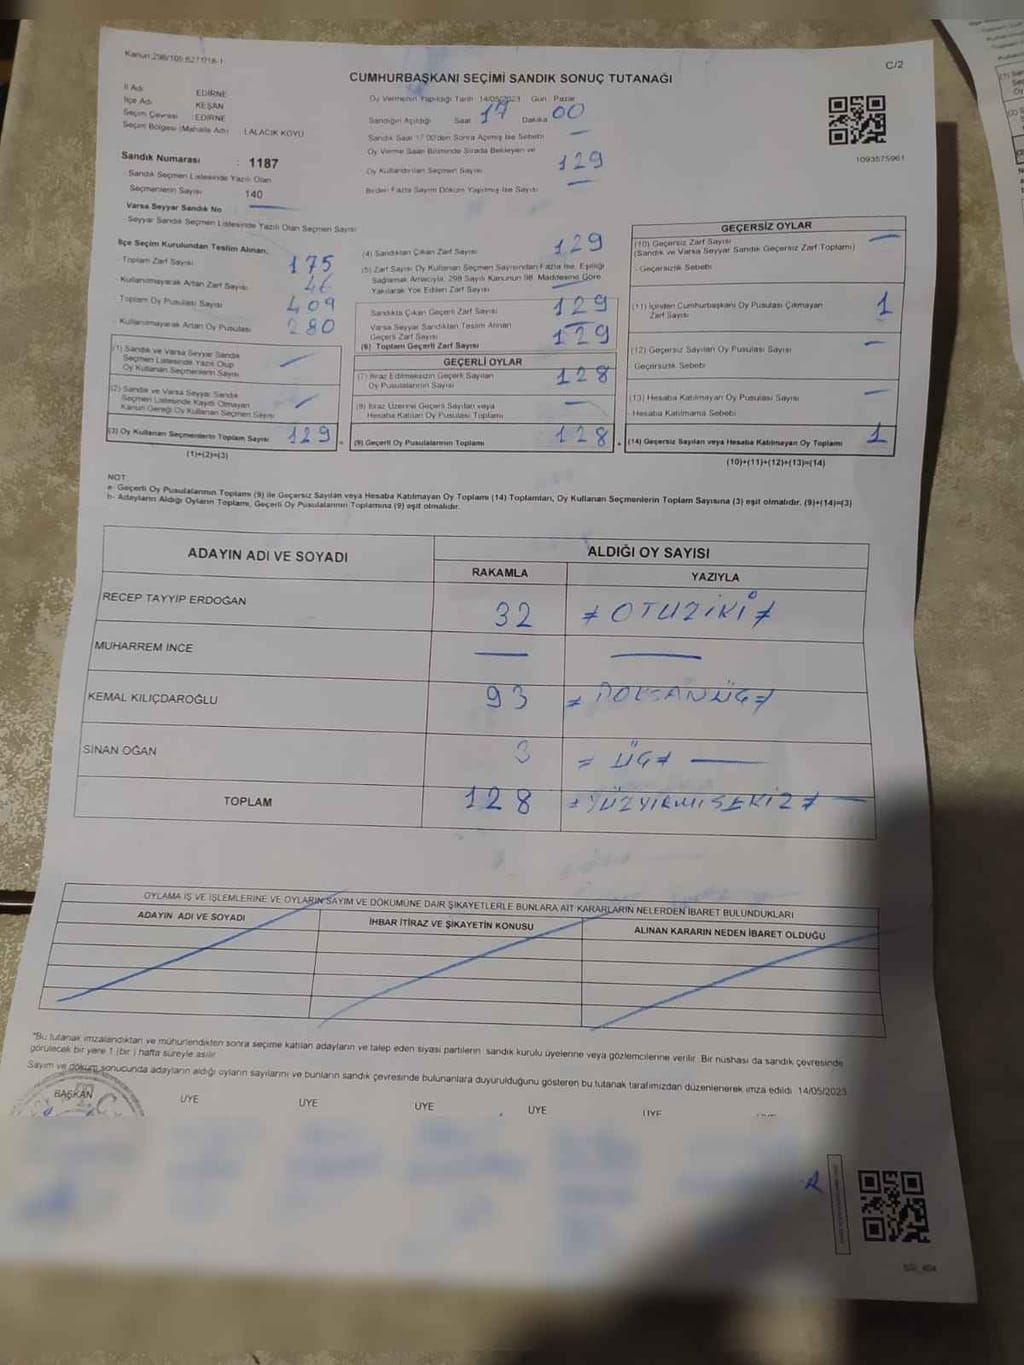 Kanun 298/105,6271/18-1
C/2
CUMHURBAŞKANI SEÇİMİ SANDIK SONUÇ TUTANAĞI
İl Adı EDİRNE
İlçe Adı KEŞAN
Seçim Çevresi : EDİRNE
Seçim Bölgesi (Mahalle Adı) : LALACIK KÖYÜ
Oy Vermenin Yapıldığı Tarih 14/05/2023 Gün Pazar
Sandığın Açıldığı Saat 17 Dakika 00
Sandık Saat 17:00'den Sonra Açılmış İse Sebebi —
Oy Verme Saati Bitiminde Sırada Bekleyen ve
Oy Kullandırılan Seçmen Sayısı 129
Birden Fazla Sayım Döküm Yapılmış İse Sayısı —
1093575961
Sandık Numarası : 1187
Sandık Seçmen Listesinde Yazılı Olan
Seçmenlerin Sayısı 140
Varsa Seyyar Sandık No —
Seyyar Sandık Seçmen Listesinde Yazılı Olan Seçmen Sayısı
İlçe Seçim Kurulundan Teslim Alınan,
- Toplam Zarf Sayısı 175
- Kullanılmayarak Artan Zarf Sayısı 46
- Toplam Oy Pusulası Sayısı 409
- Kullanılmayarak Artan Oy Pusulası 280
(1) Sandık ve Varsa Seyyar Sandık
Seçmen Listesinde Yazılı Olup
Oy Kullanan Seçmenlerin Sayısı —
(2) Sandık ve Varsa Seyyar Sandık
Seçmen Listesinde Kaydı Olmayan
Kanun Gereği Oy Kullanan Seçmen Sayısı —
(3) Oy Kullanan Seçmenlerin Toplam Sayısı 129
(1)+(2)=(3)
(4) Sandıktan Çıkan Zarf Sayısı 129
(5) Zarf Sayısı Oy Kullanan Seçmen Sayısından Fazla İse, Eşitliği
Sağlamak Amacıyla, 298 Sayılı Kanunun 98. Maddesine Göre
Yakılarak Yok Edilen Zarf Sayısı —
Sandıkta Çıkan Geçerli Zarf Sayısı 129
Varsa Seyyar Sandıktan Teslim Alınan
Geçerli Zarf Sayısı —
(6) Toplam Geçerli Zarf Sayısı 129
GEÇERLİ OYLAR
(7) İtiraz Edilmeksizin Geçerli Sayılan
Oy Pusulalarının Sayısı 128
(8) İtiraz Üzerine Geçerli Sayılan veya
Hesaba Katılan Oy Pusulası Toplamı —
(9) Geçerli Oy Pusulalarının Toplamı 128
GEÇERSİZ OYLAR
(10) Geçersiz Zarf Sayısı —
(Sandık ve Varsa Seyyar Sandık Geçersiz Zarf Toplamı)
- Geçersizlik Sebebi
(11) İçinden Cumhurbaşkanı Oy Pusulası Çıkmayan
Zarf Sayısı 1
(12) Geçersiz Sayılan Oy Pusulası Sayısı —
Geçersizlik Sebebi
(13) Hesaba Katılmayan Oy Pusulası Sayısı —
- Hesaba Katılmama Sebebi
(14) Geçersiz Sayılan veya Hesaba Katılmayan Oy Toplamı 1
(10)+(11)+(12)+(13)=(14)
NOT
a- Geçerli Oy Pusulalarının Toplamı (9) ile Geçersiz Sayılan veya Hesaba Katılmayan Oy Toplamı (14) Toplamları, Oy Kullanan Seçmenlerin Toplam Sayısına (3) eşit olmalıdır. (9)+(14)=(3)
b- Adayların Aldığı Oyların Toplamı, Geçerli Oy Pusulalarının Toplamına (9) eşit olmalıdır.
ADAYIN ADI VE SOYADI ALDIĞI OY SAYISI
RAKAMLA YAZIYLA
RECEP TAYYİP ERDOĞAN 32 ≠ OTUZİKİ ≠
MUHARREM İNCE — —
KEMAL KILIÇDAROĞLU 93 ≠ DOKSANÜÇ ≠
SİNAN OĞAN 3 ≠ ÜÇ ≠ —
TOPLAM 128 ≠ YÜZYİRMİSEKİZ ≠ —
OYLAMA İŞ VE İŞLEMLERİNE VE OYLARIN SAYIM VE DÖKÜMÜNE DAİR ŞİKAYETLERLE BUNLARA AİT KARARLARIN NELERDEN İBARET BULUNDUKLARI
ADAYIN ADI VE SOYADI İHBAR İTİRAZ VE ŞİKAYETİN KONUSU ALINAN KARARIN NEDEN İBARET OLDUĞU
"Bu tutanak imzalandıktan ve mühürlendikten sonra seçime katılan adayların ve talep eden siyasi partilerin sandık kurulu üyelerine veya gözlemcilerine verilir. Bir nüshası da sandık çevresinde
görülecek bir yere 1 (bir) hafta süreyle asılır
Sayım ve döküm sonucunda adayların aldığı oyların sayılarını ve bunların sandık çevresinde bulunanlara duyurulduğunu gösteren bu tutanak tarafımızdan düzenlenerek imza edildi 14/05/2023
BAŞKAN ÜYE ÜYE ÜYE ÜYE ÜYE
T.C.